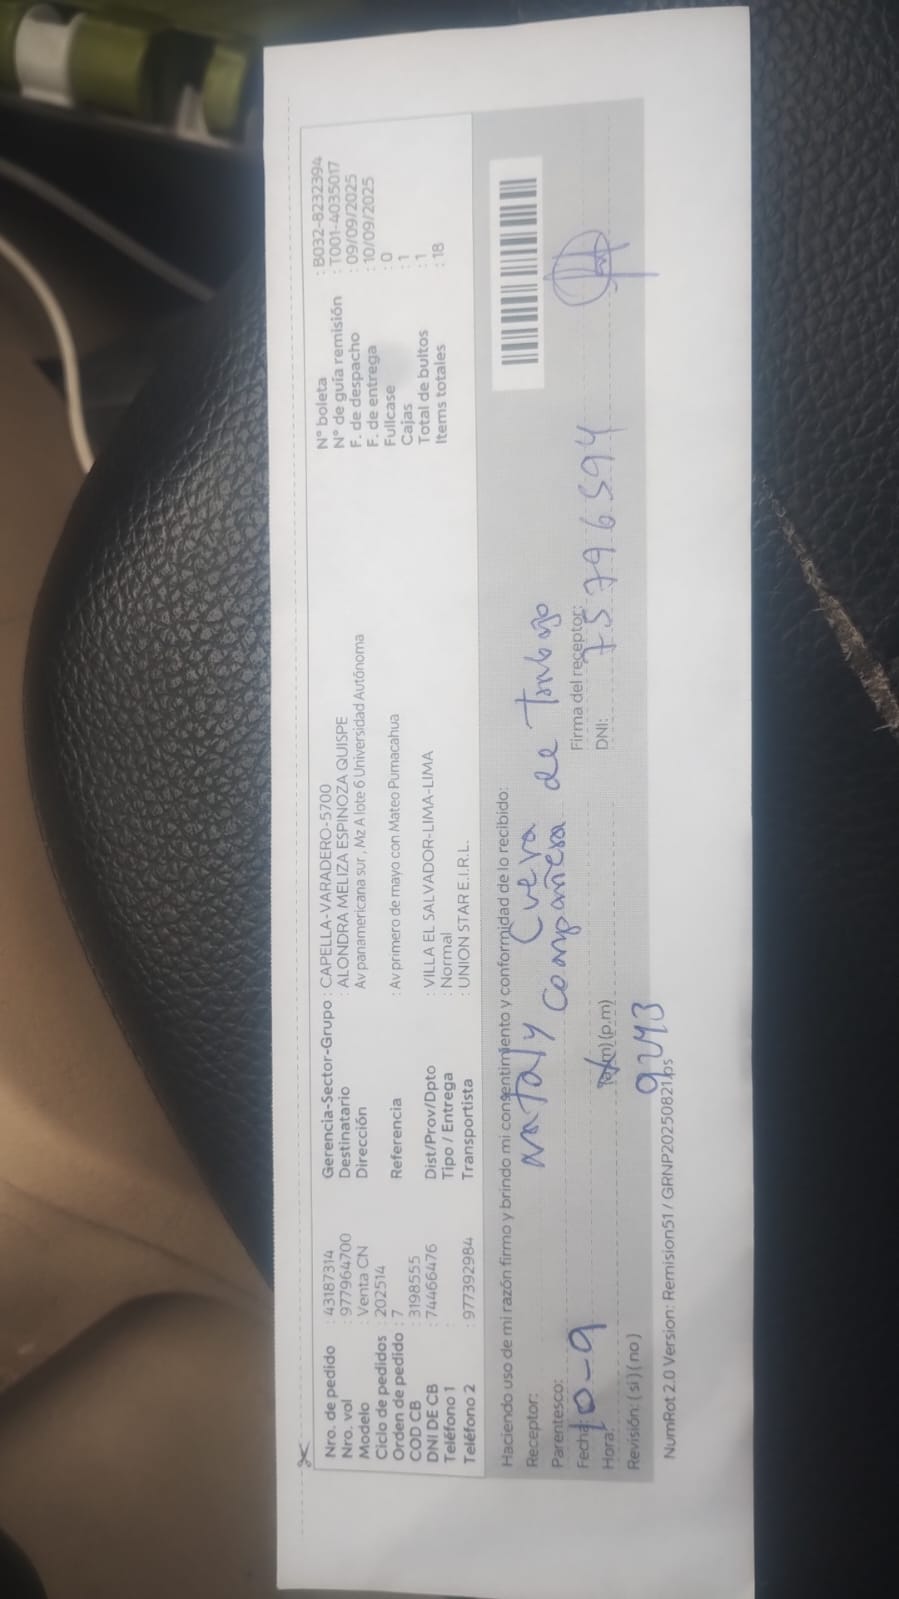 Nro. de pedido : 43187314
Nro. vol : 977964700
Modelo : Venta CN
Ciclo de pedidos : 202514
Orden de pedido : 7
COD CB : 3198555
DNI DE CB : 74466476
Teléfono 1 :
Teléfono 2 : 977392984
Gerencia-Sector-Grupo : CAPELLA-VARADERO-5700
Destinatario : ALONDRA MELIZA ESPINOZA QUISPE
Dirección : Av panamericana sur , Mz A lote 6 Universidad Autónoma
Referencia : Av primero de mayo con Mateo Pumacahua
Dist/Prov/Dpto : VILLA EL SALVADOR-LIMA-LIMA
Tipo / Entrega : Normal
Transportista : UNION STAR E.I.R.L.
N° boleta : B032-8232394
N° de guía remisión : T001-4035017
F. de despacho : 09/09/2025
F. de entrega : 10/09/2025
Fullcase : 0
Cajas : 1
Total de bultos : 1
Items totales : 18
Haciendo uso de mi razón firmo y brindo mi consentimiento y conformidad de lo recibido:
Receptor: Nataly Cueva
Parentesco: compañera de Trabajo
Fecha: 10-9
Firma del receptor:
Hora: (a.m) (p.m)
DNI: 75796594
Revisión: ( si ) ( no )
NumRot 2.0 Version: Remision51 / GRNP20250821.ps